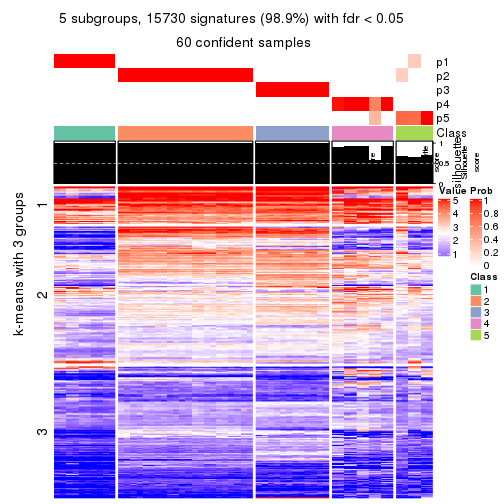 5 subgroups, 15730 signatures (98.9%) with fdr < 0.05
60 confident samples
p1
p2
p3
p4
p5
Class
1
0.5
0
silhouette
Silhouette
score
score
k-means with 3 groups
1
2
3
Value
5
4
3
2
1
Prob
1
0.8
0.6
0.4
0.2
0
Class
1
2
3
4
5